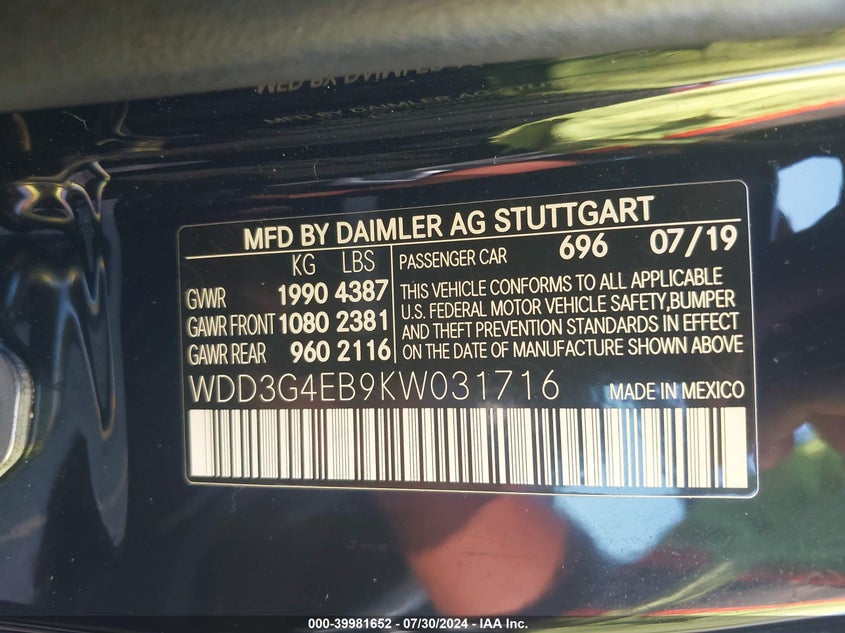 MFD BY DAIMLER AG STUTTGART
KG LBS PASSENGER CAR 696 07/19
GVWR 1990 4387
GAWR FRONT 1080 2381
GAWR REAR 960 2116
THIS VEHICLE CONFORMS TO ALL APPLICABLE
U.S. FEDERAL MOTOR VEHICLE SAFETY,BUMPER
AND THEFT PREVENTION STANDARDS IN EFFECT
ON THE DATE OF MANUFACTURE SHOWN ABOVE
WDD3G4EB9KW031716 MADE IN MEXICO
000-39981652 - 07/30/2024 - IAA Inc.